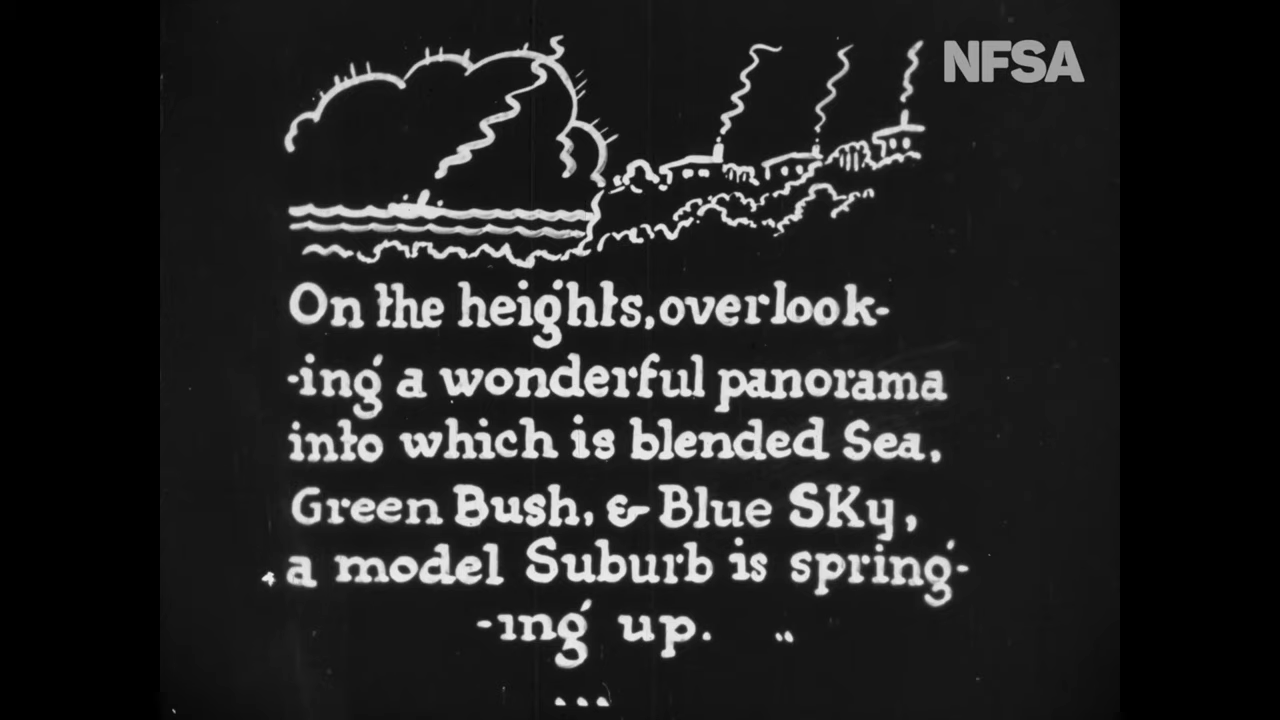 NFSA
On the heights, overlook-
-ing a wonderful panorama
into which is blended Sea,
Green Bush, & Blue SKy,
a model Suburb is spring-
-ing up.
4